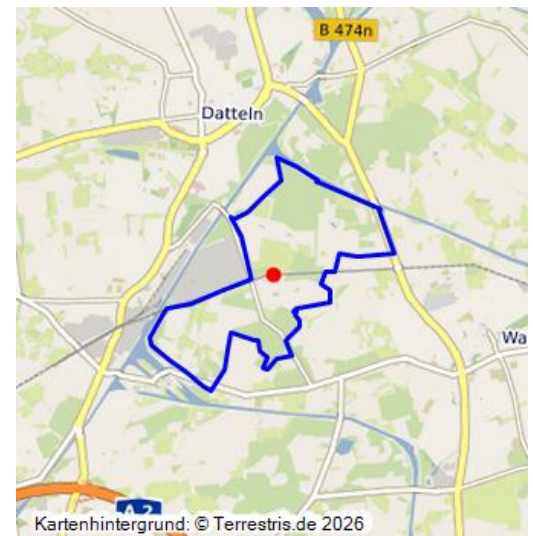 B 474n
Datteln
Wa
A 2
Kartenhintergrund: © Terrestris.de 2026